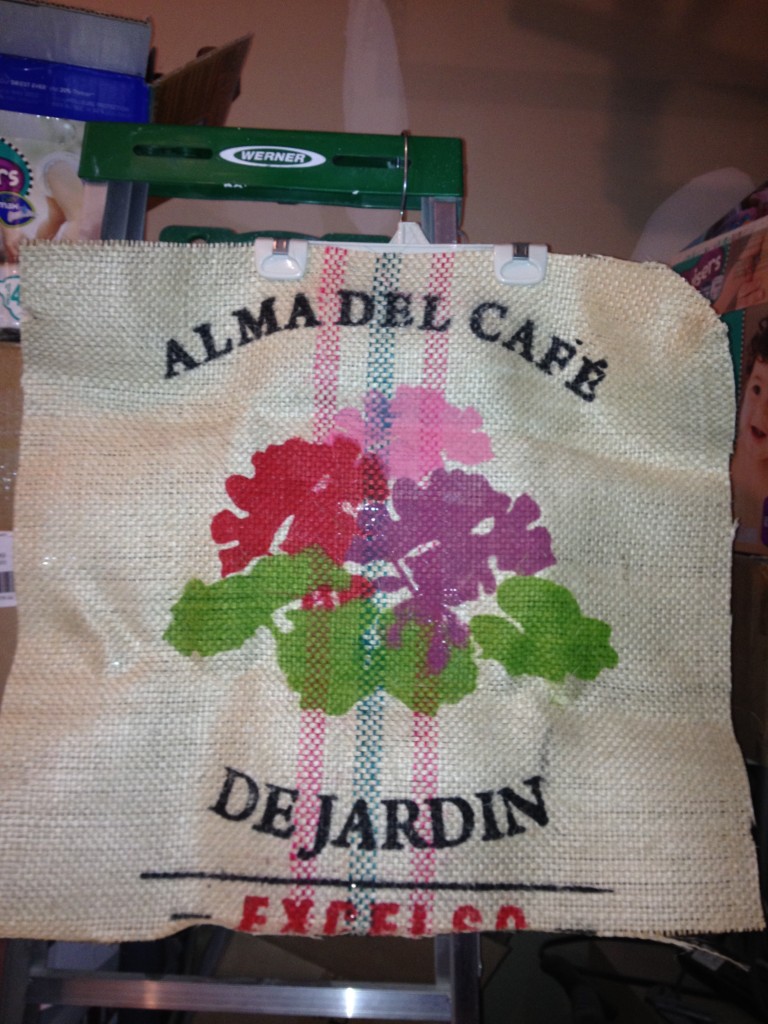 WERNER
ALMA DEL CAFÉ
DE JARDIN
EXCELSO